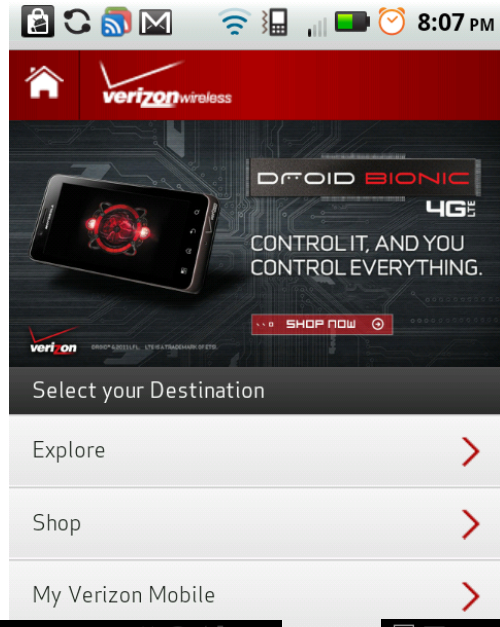 8:07 PM
verizonwireless
DROID BIONIC
4G LTE
CONTROL IT, AND YOU
CONTROL EVERYTHING.
SHOP NOW
verizon
Select your Destination
Explore
Shop
My Verizon Mobile